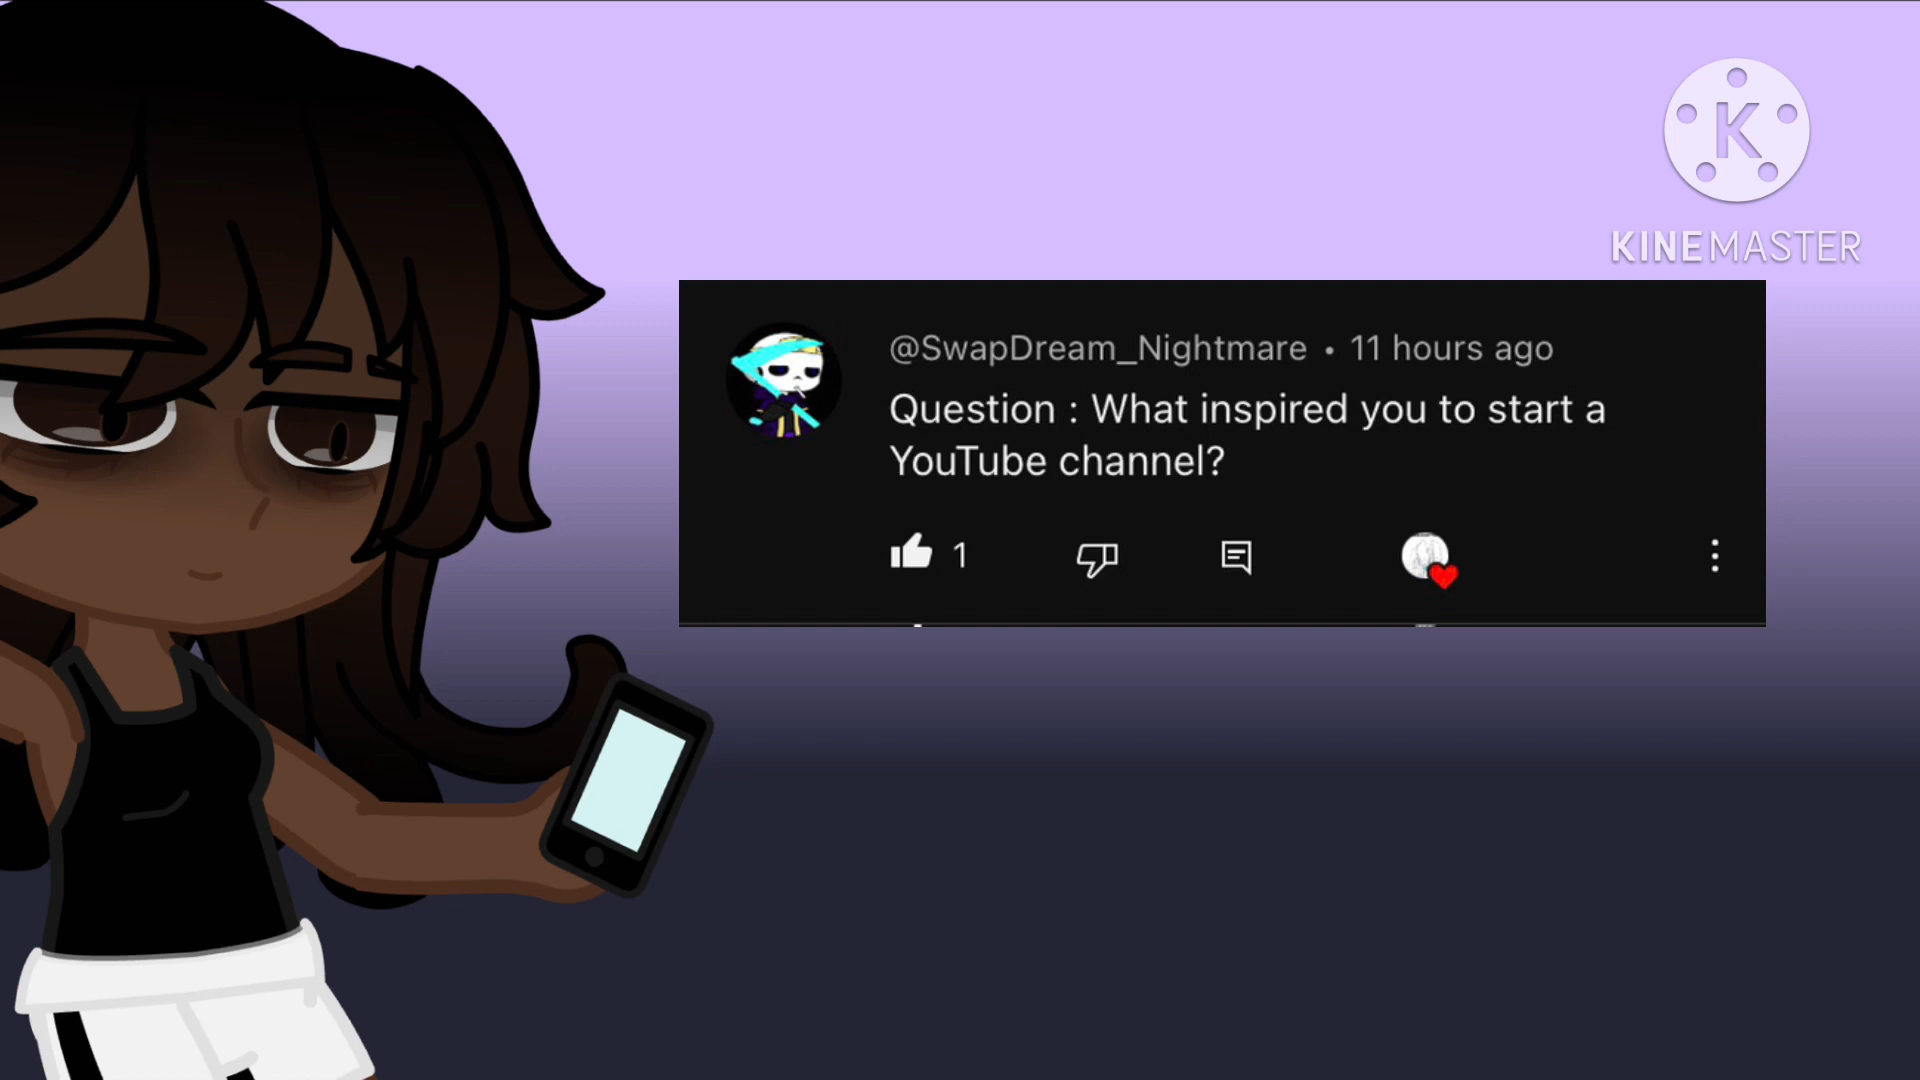 K
KINEMASTER
@SwapDream_Nightmare • 11 hours ago
Question : What inspired you to start a
YouTube channel?
1